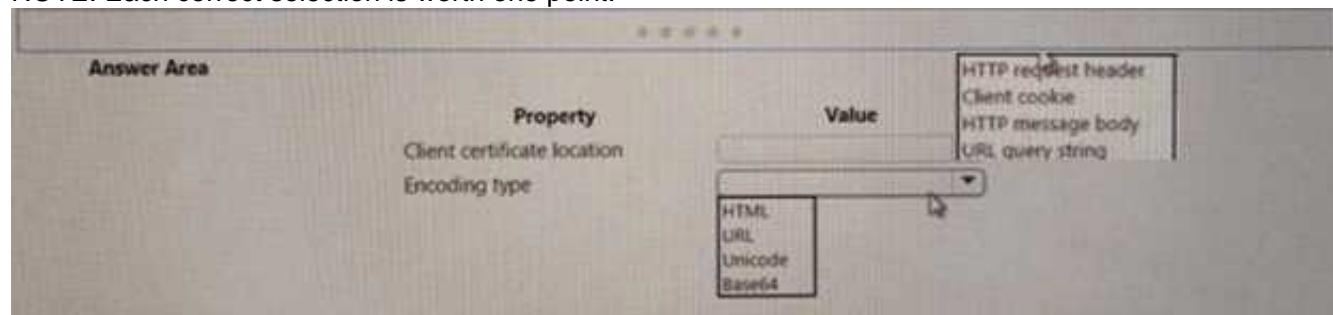 NOTE: Each correct selection is worth one point.
Answer Area
Property Value
Client certificate location
Encoding type
HTTP request header
Client cookie
HTTP message body
URL query string
HTML
URL
Unicode
Base64